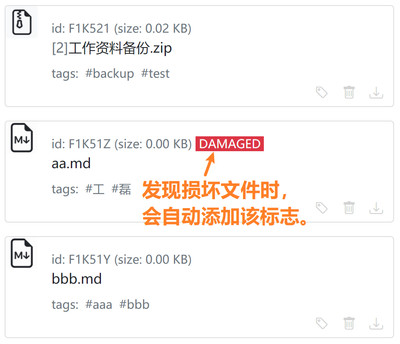 id: F1K521 (size: 0.02 KB)
[2]工作资料备份.zip
tags: #backup #test
M↓
id: F1K51Z (size: 0.00 KB) DAMAGED
aa.md
tags: #工 #磊
发现损坏文件时，
会自动添加该标志。
M↓
id: F1K51Y (size: 0.00 KB)
bbb.md
tags: #aaa #bbb